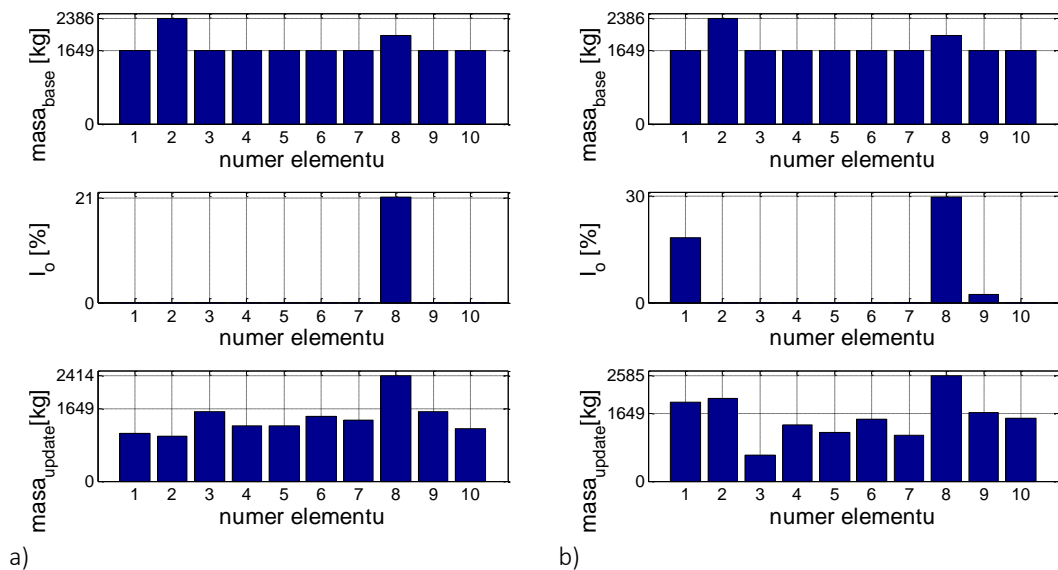 2386
1649
0
masa_base [kg]
1 2 3 4 5 6 7 8 9 10
numer elementu
21
0
I_o [%]
1 2 3 4 5 6 7 8 9 10
numer elementu
2414
1649
0
masa_update[kg]
1 2 3 4 5 6 7 8 9 10
numer elementu
a)
2386
1649
0
masa_base [kg]
1 2 3 4 5 6 7 8 9 10
numer elementu
30
0
I_o [%]
1 2 3 4 5 6 7 8 9 10
numer elementu
2585
1649
0
masa_update[kg]
1 2 3 4 5 6 7 8 9 10
numer elementu
b)